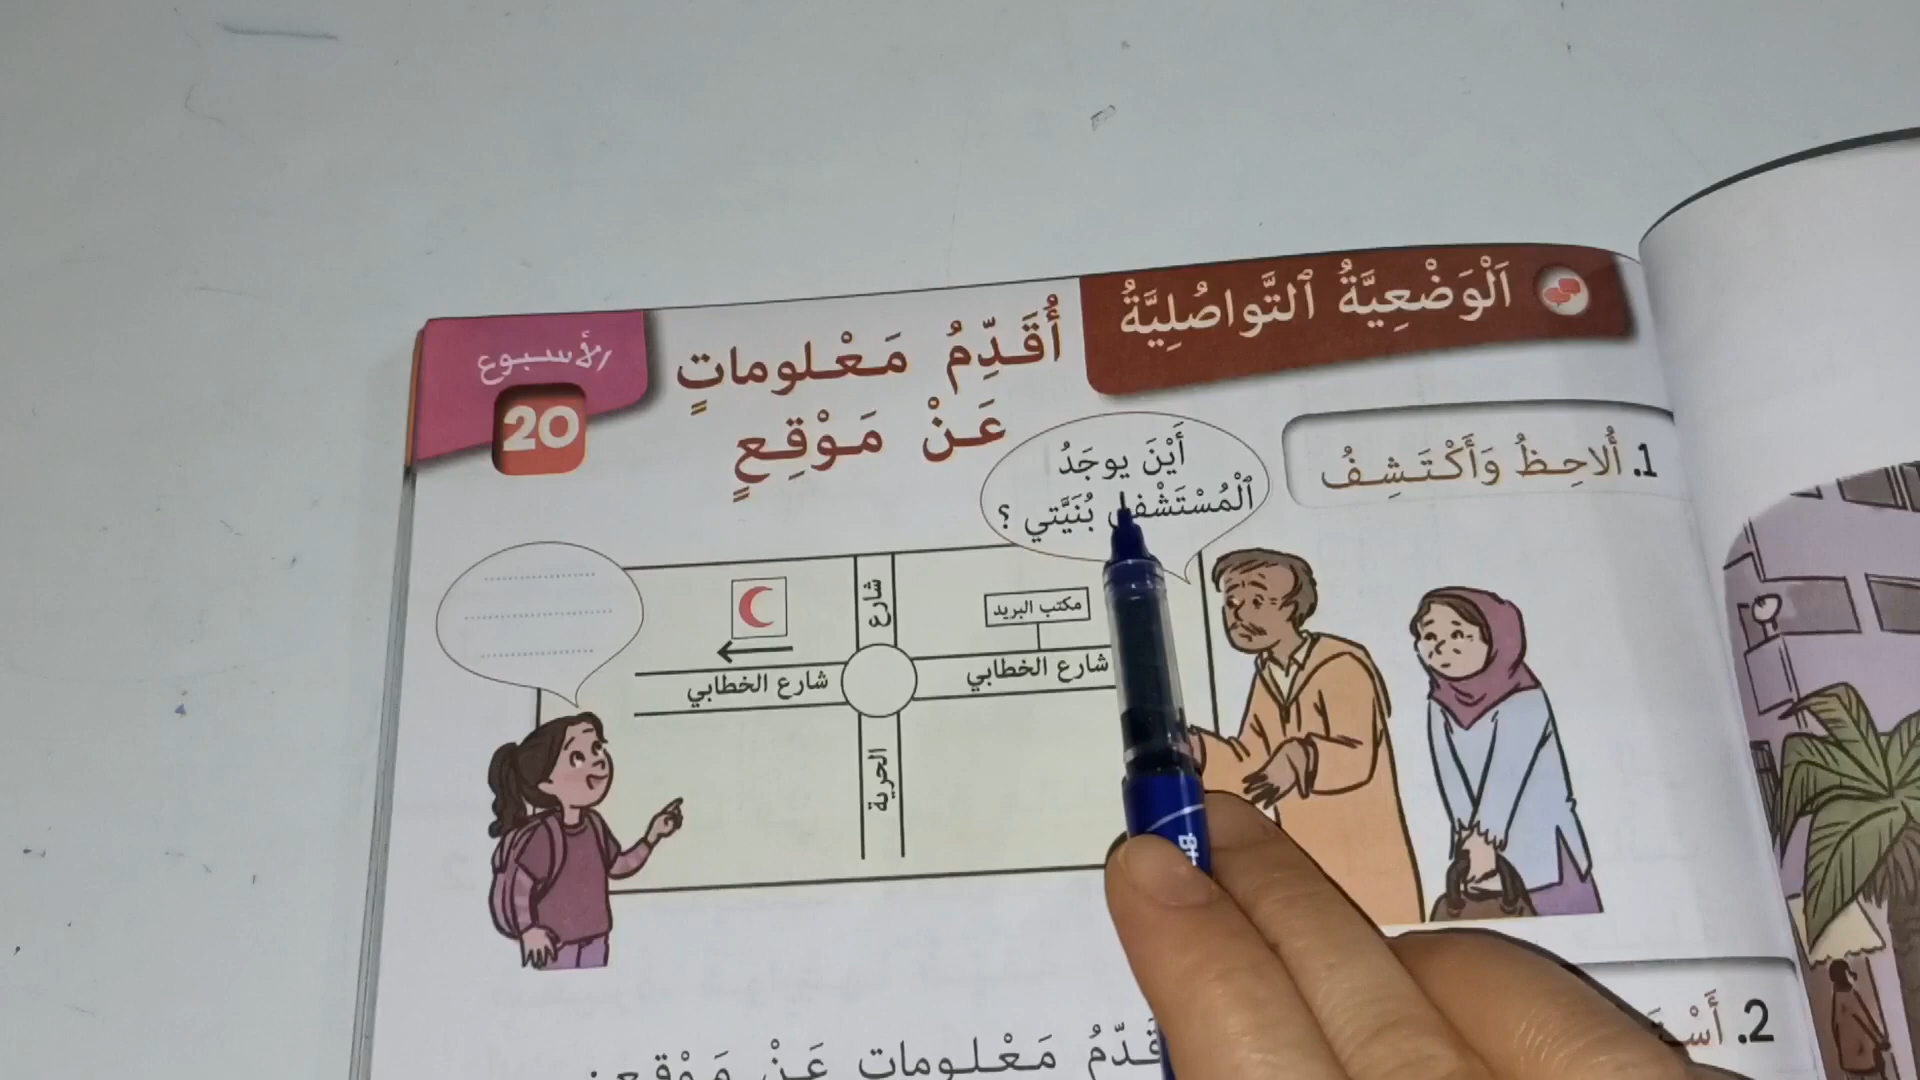 اَلْوَضْعِيَّةُ ٱلتَّواصُلِيَّةُ
أُقَدِّمُ مَعْلوماتٍ
عَنْ مَوْقِعٍ
الأسبوع
20
1. أُلاحِظُ وَأَكْتَشِفُ
أَيْنَ يوجَدُ
ٱلْمُسْتَشْفى بُنَيَّتي ؟
شارع
مكتب البريد
شارع الخطابي
شارع الخطابي
الحرية
2.
مَعْلوماتٍ عَنْ مَوْقِعٍ: